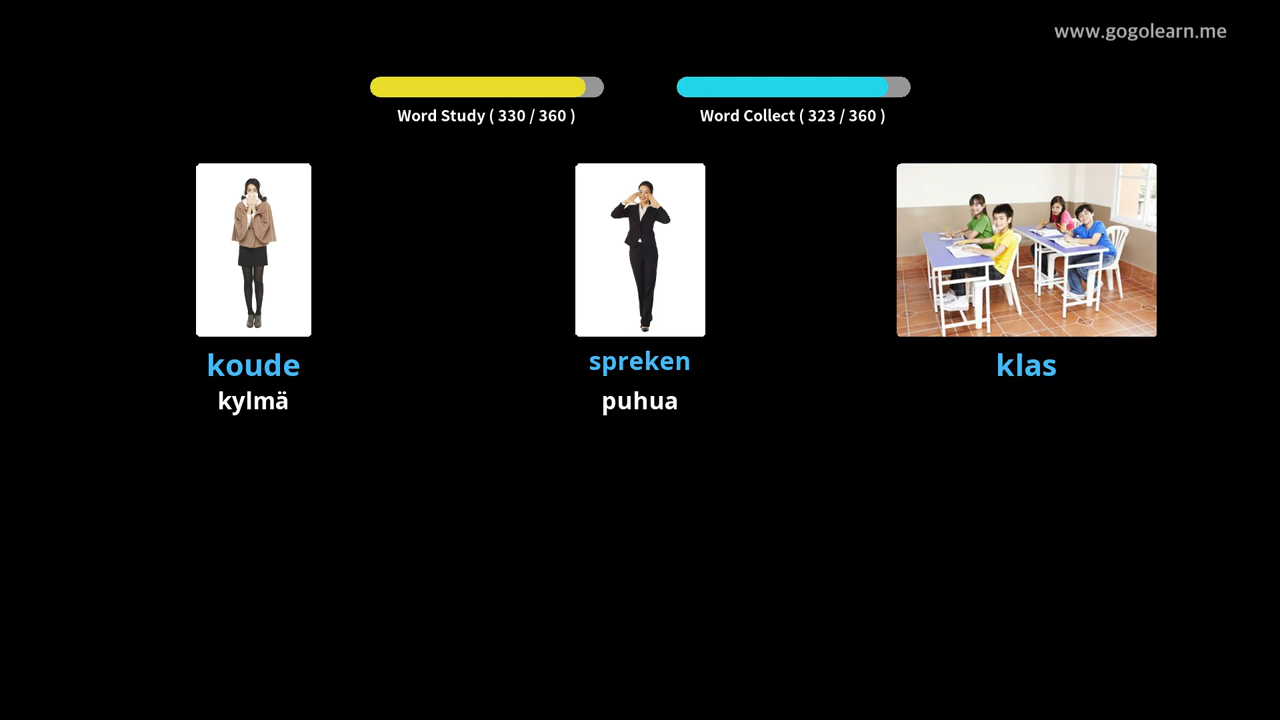 www.gogolearn.me
Word Study ( 330 / 360 )
Word Collect ( 323 / 360 )
koude
kylmä
spreken
puhua
klas